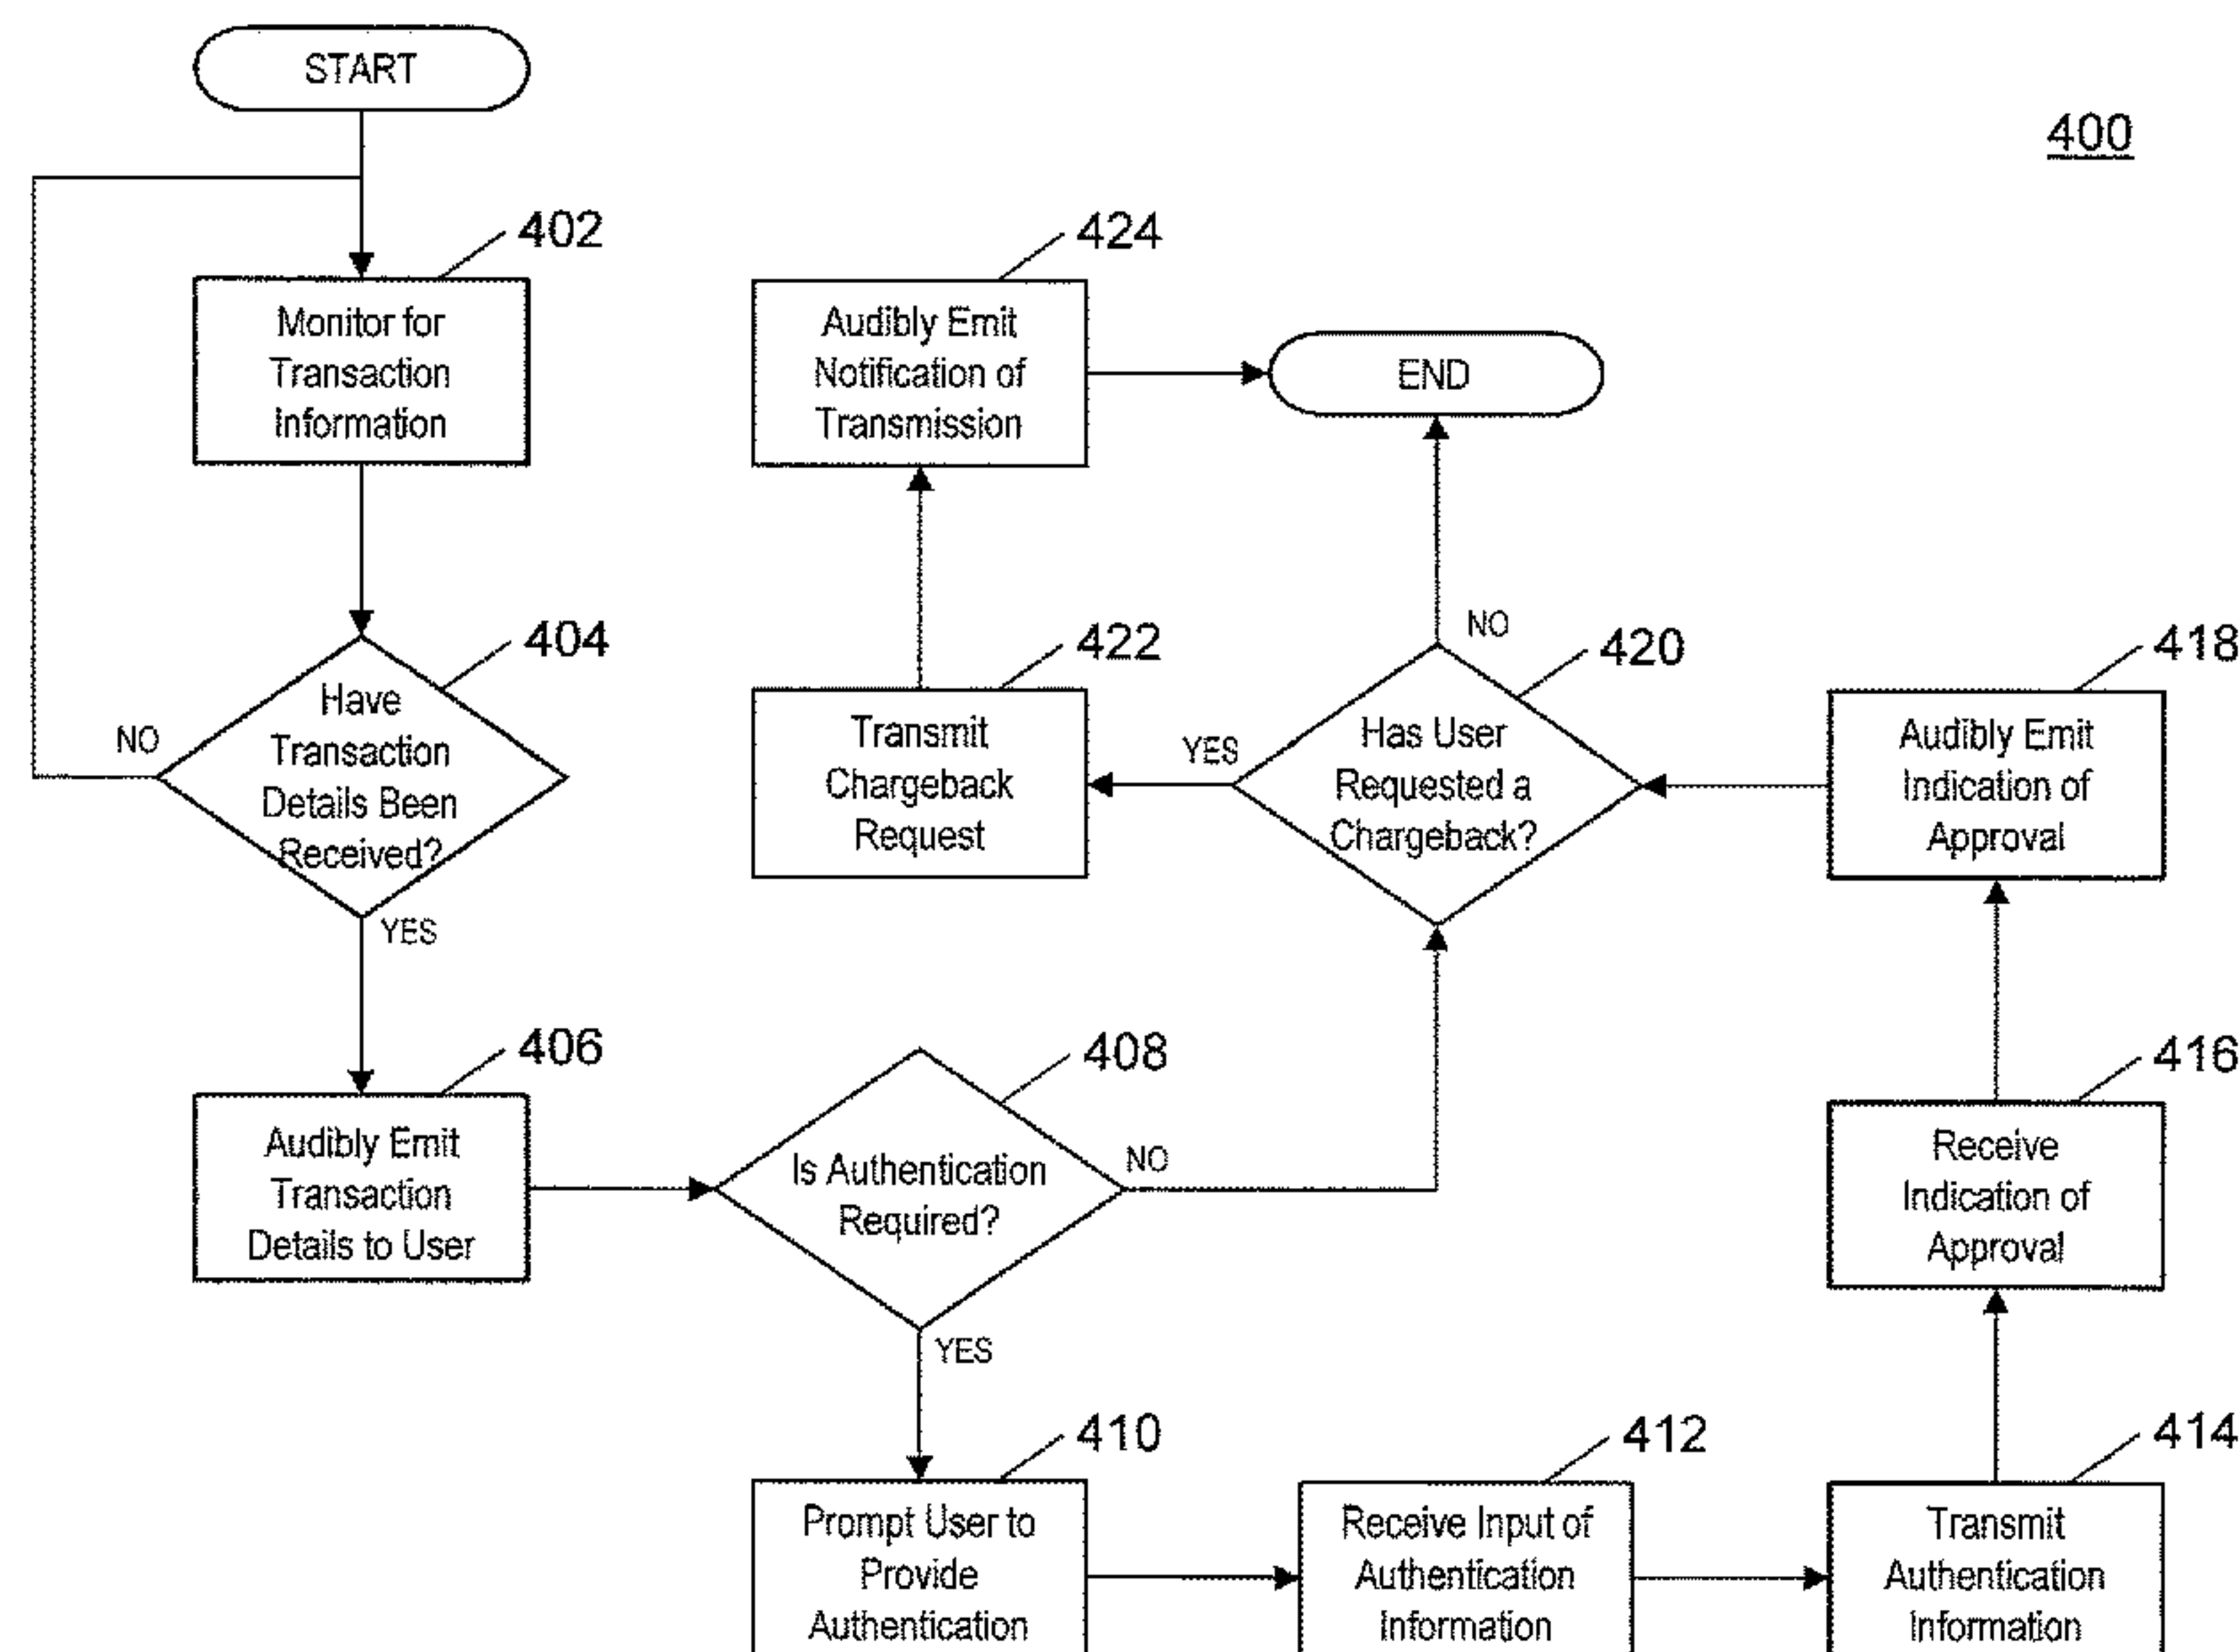 START
400
402
Monitor for
Transaction
Information
424
Audibly Emit
Notification of
Transmission
END
404
Have
Transaction
Details Been
Received?
NO
YES
422
Transmit
Chargeback
Request
YES
NO
420
Has User
Requested a
Chargeback?
418
Audibly Emit
Indication of
Approval
406
Audibly Emit
Transaction
Details to User
408
Is Authentication
Required?
NO
YES
416
Receive
Indication of
Approval
410
Prompt User to
Provide
Authentication
412
Receive Input of
Authentication
Information
414
Transmit
Authentication
Information